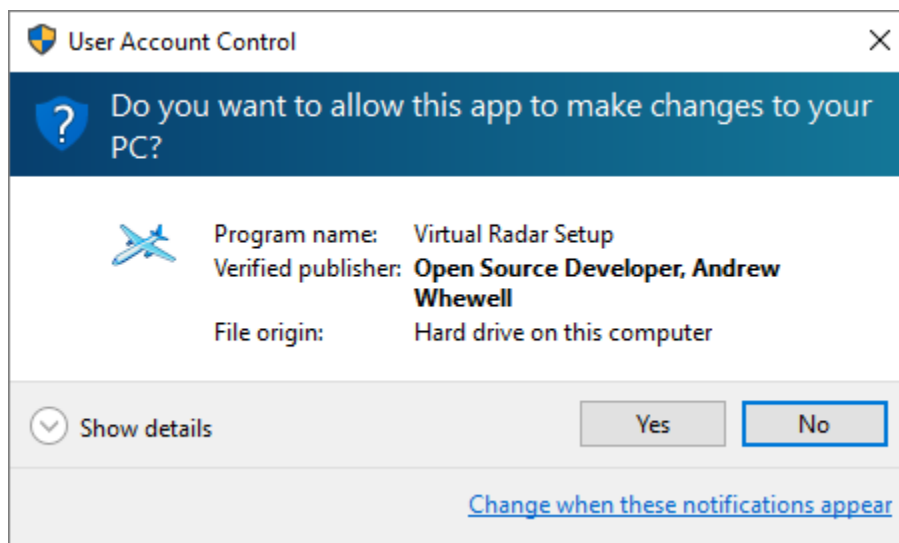 User Account Control
Do you want to allow this app to make changes to your
PC?
Program name: Virtual Radar Setup
Verified publisher: Open Source Developer, Andrew
Whewell
File origin: Hard drive on this computer
Show details
Yes
No
Change when these notifications appear